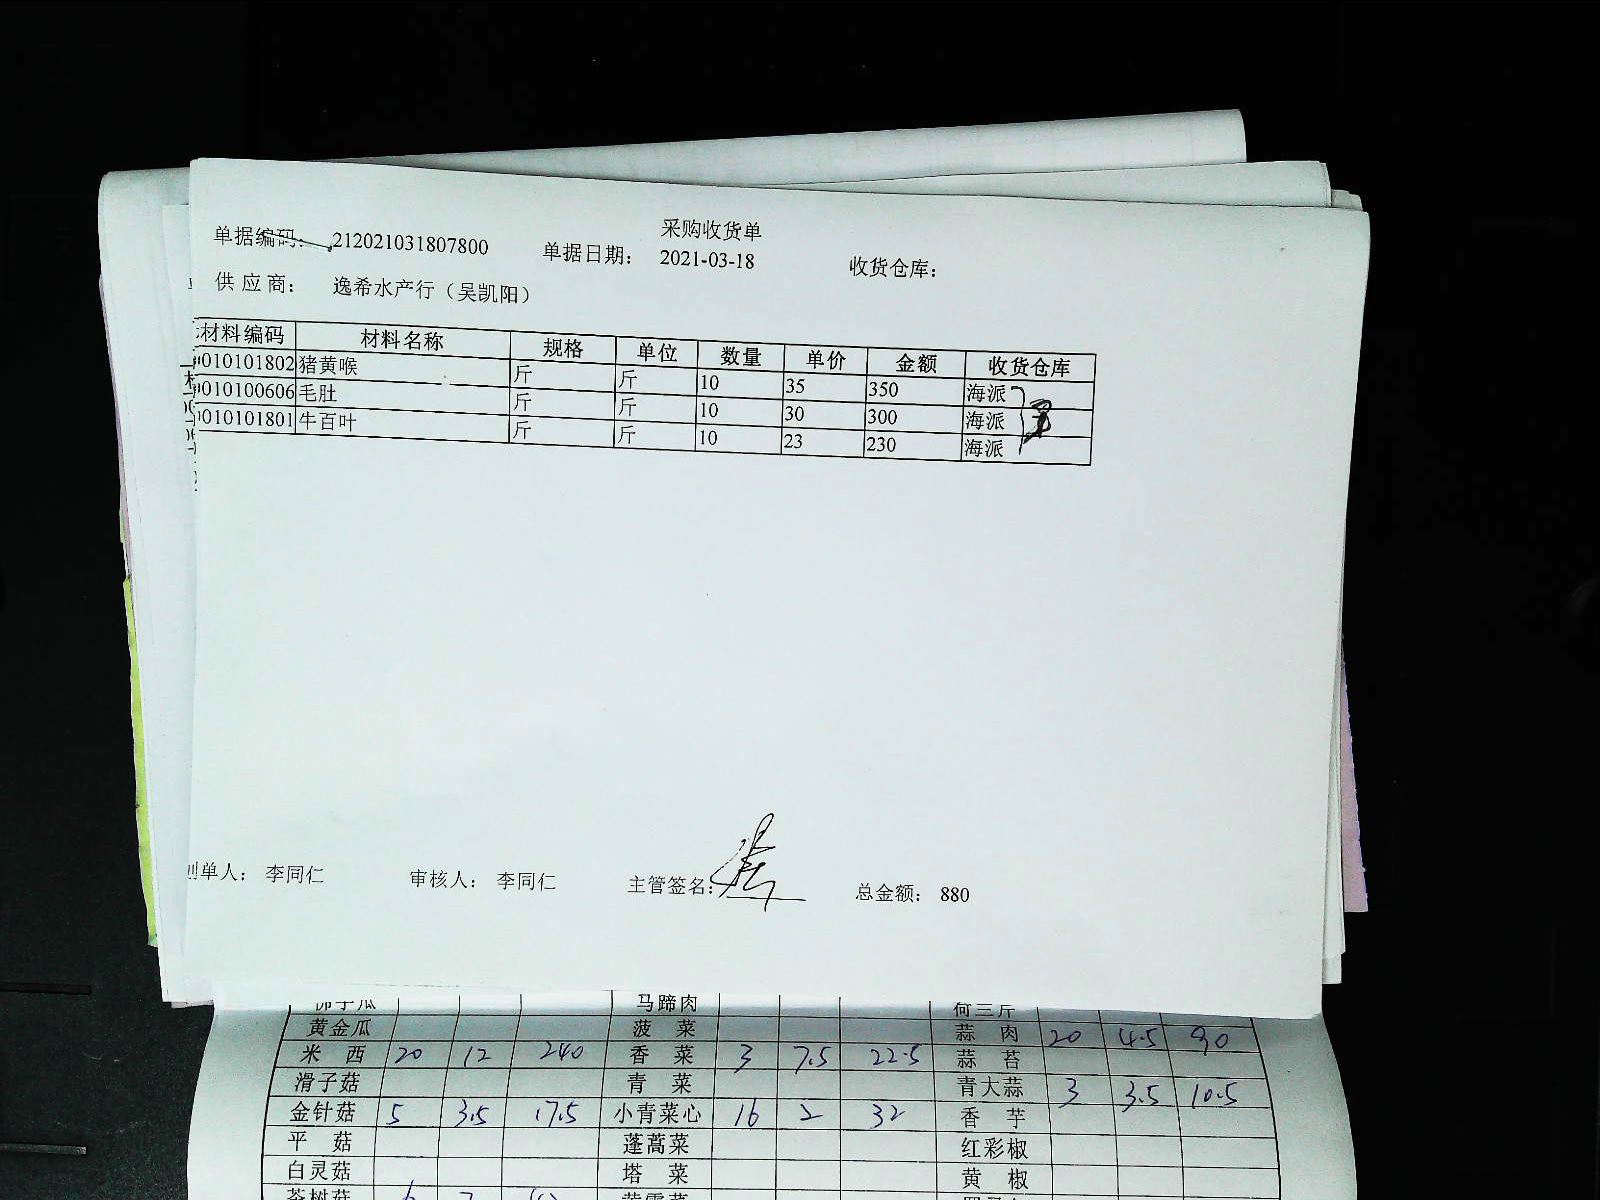 采购收货单
单据编码： 212021031807800 单据日期： 2021-03-18 收货仓库：
供应商： 逸希水产行（吴凯阳）
材料编码 材料名称 规格 单位 数量 单价 金额 收货仓库
010101802 猪黄喉 斤 斤 10 35 350 海派
010100606 毛肚 斤 斤 10 30 300 海派
010101801 牛百叶 斤 斤 10 23 230 海派
单人： 李同仁 审核人： 李同仁 主管签名： 总金额： 880
佛手瓜 马蹄肉 荷兰斤
黄金瓜 菠菜 蒜肉 20 4.5 90
米西 20 12 240 香菜 3 7.5 22.5 蒜苔
滑子菇 青菜 青大蒜 3 3.5 10.5
金针菇 5 3.5 17.5 小青菜心 16 2 32 香芋
平菇 蓬蒿菜 红彩椒
白灵菇 塔菜 黄椒
茶树菇